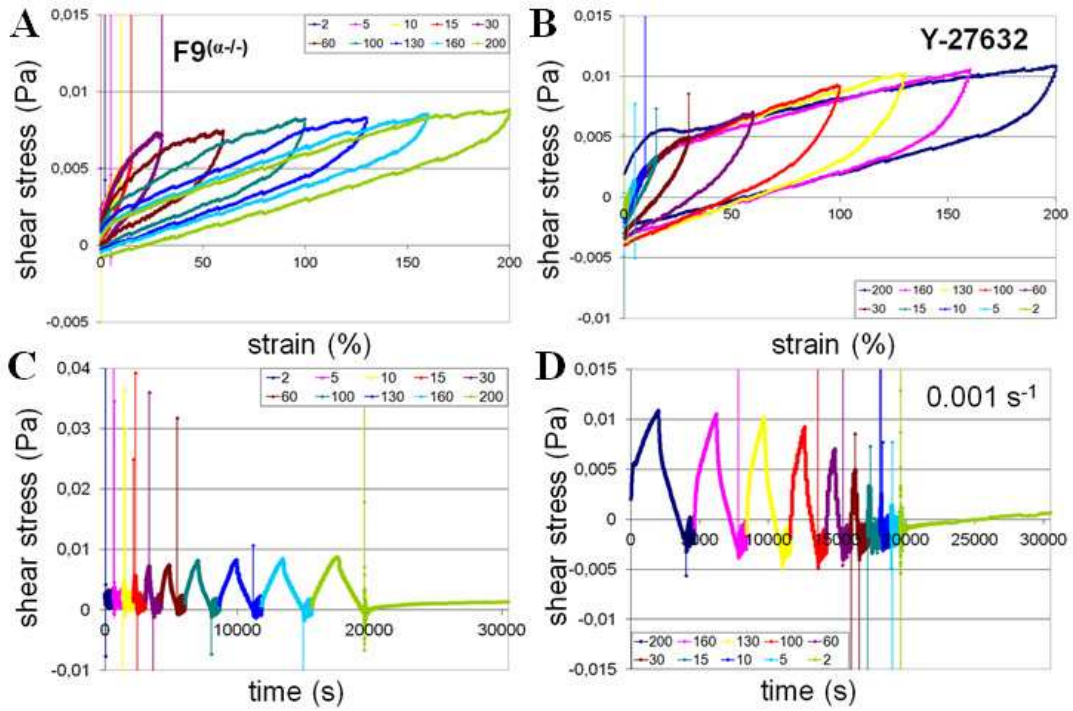 A
F9(α-/-)
2 5 10 15 30
60 100 130 160 200
0,015
0,01
0,005
0
-0,005
0 50 100 150 200
shear stress (Pa)
strain (%)
B
Y-27632
0,015
0,01
0,005
0
-0,005
-0,01
0 50 100 150 200
200 160 130 100 60
30 15 10 5 2
shear stress (Pa)
strain (%)
C
2 5 10 15 30
60 100 130 160 200
0,04
0,03
0,02
0,01
0
-0,01
0 10000 20000 30000
shear stress (Pa)
time (s)
D
0.001 s-1
0,015
0,01
0,005
0
-0,005
-0,01
-0,015
0 5000 10000 15000 20000 25000 30000
200 160 130 100 60
30 15 10 5 2
shear stress (Pa)
time (s)